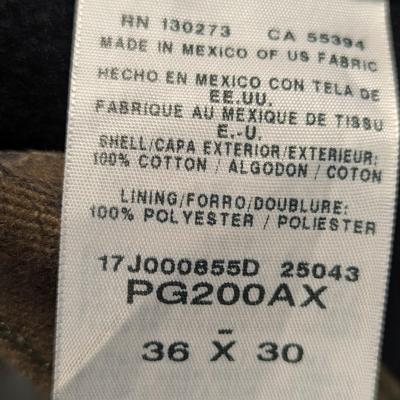 RN 130273 CA 55394
MADE IN MEXICO OF US FABRIC
HECHO EN MEXICO CON TELA DE
EE.UU.
FABRIQUE AU MEXIQUE DE TISSU
E.-U.
SHELL/CAPA EXTERIOR/EXTERIEUR:
100% COTTON / ALGODON / COTON
LINING/FORRO/DOUBLURE:
100% POLYESTER / POLIESTER
17J000855D 25043
PG200AX
-
36 X 30